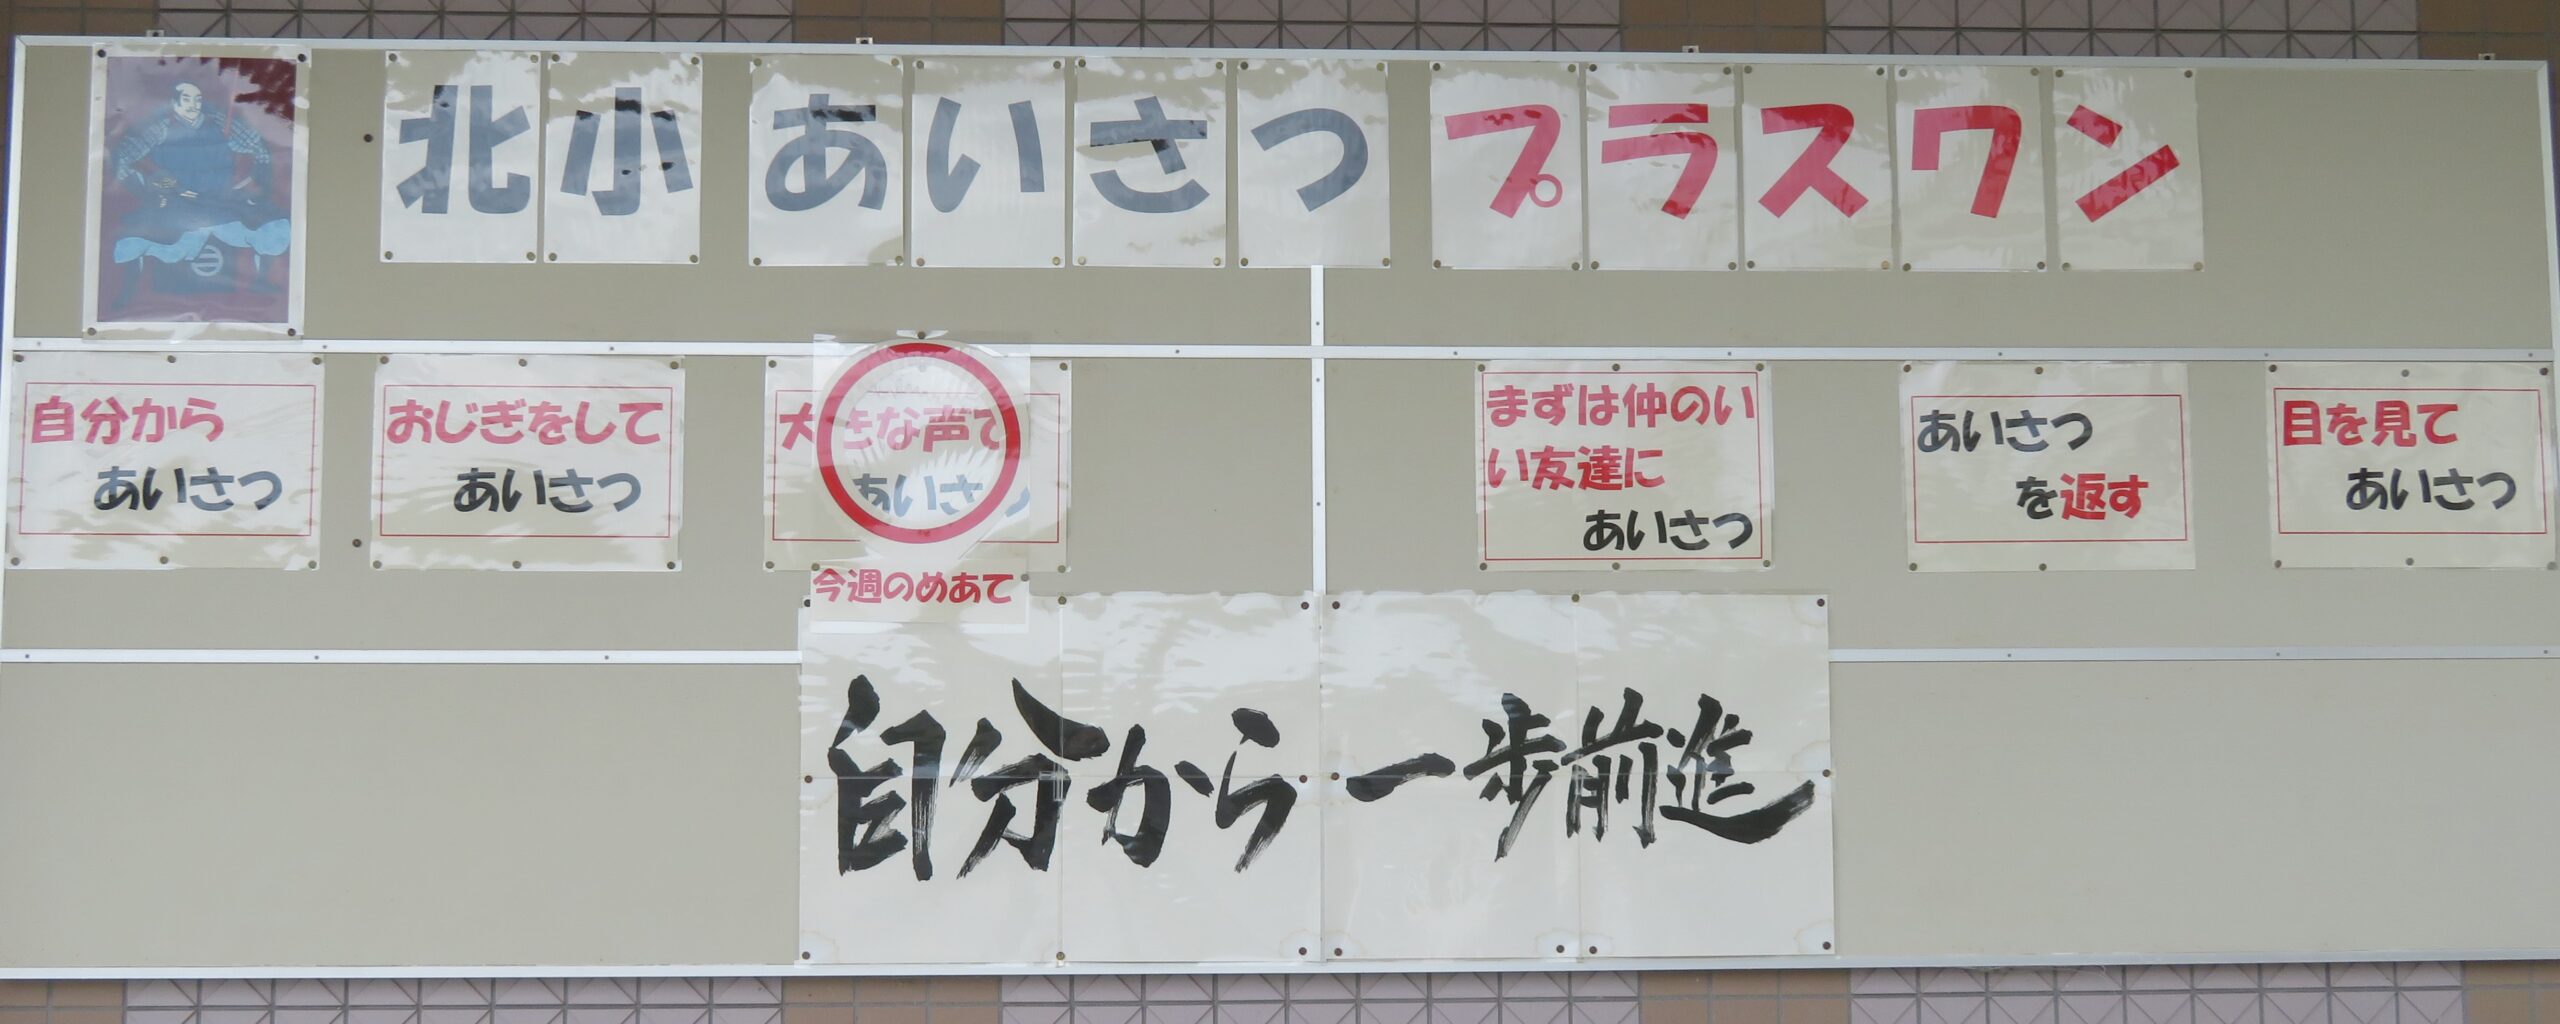 北小あいさつプラスワン
自分から
あいさつ
おじぎをして
あいさつ
大きな声で
あいさつ
今週のめあて
まずは仲のい
い友達に
あいさつ
あいさつ
を返す
目を見て
あいさつ
自分から一歩前進